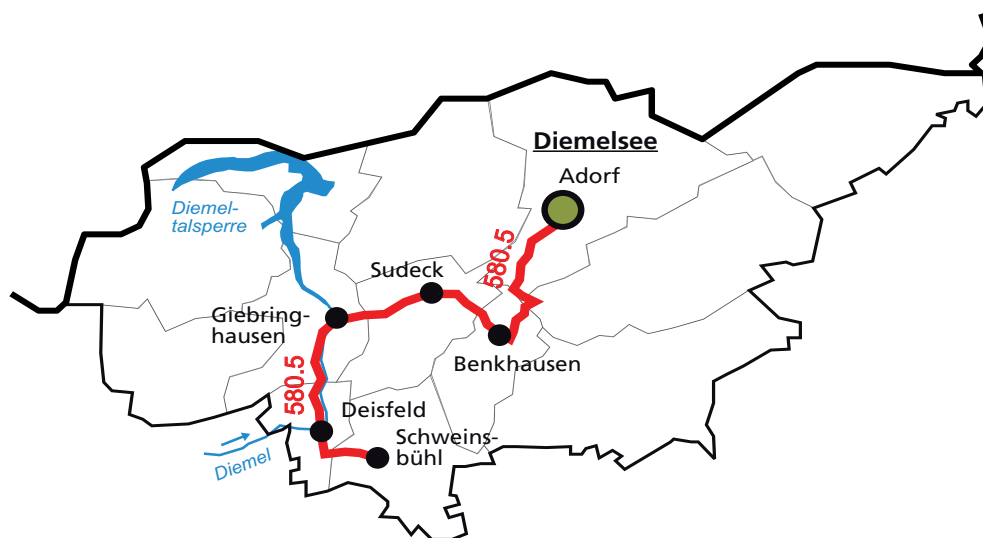 Diemelsee
Adorf
Diemel-
talsperre
580.5
Sudeck
Giebring-
hausen
Benkhausen
580.5
Deisfeld
Schweins-
bühl
Diemel